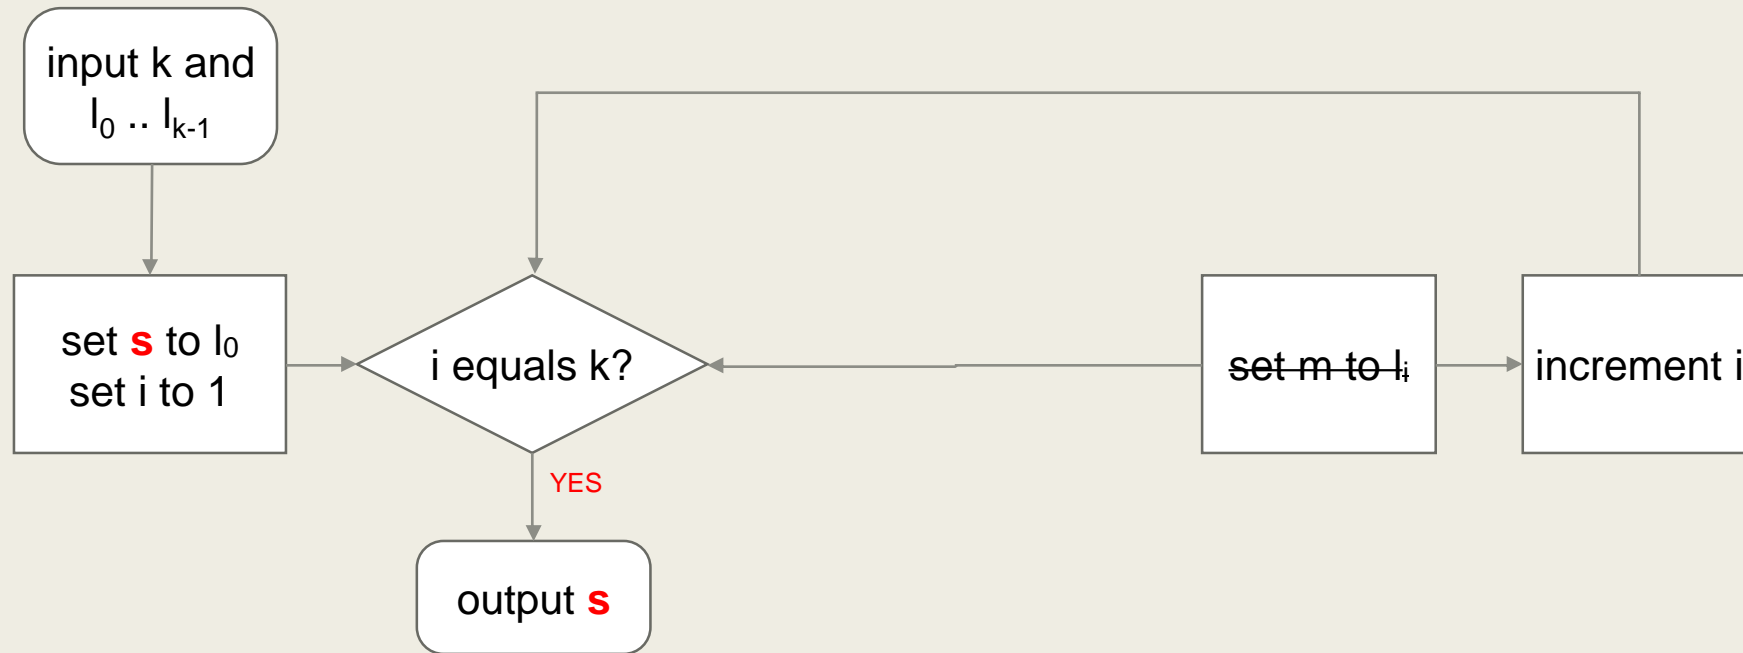 input k and
l₀ .. lₖ₋₁
set s to l₀
set i to 1
i equals k?
set m to lᵢ
increment i
YES
output s